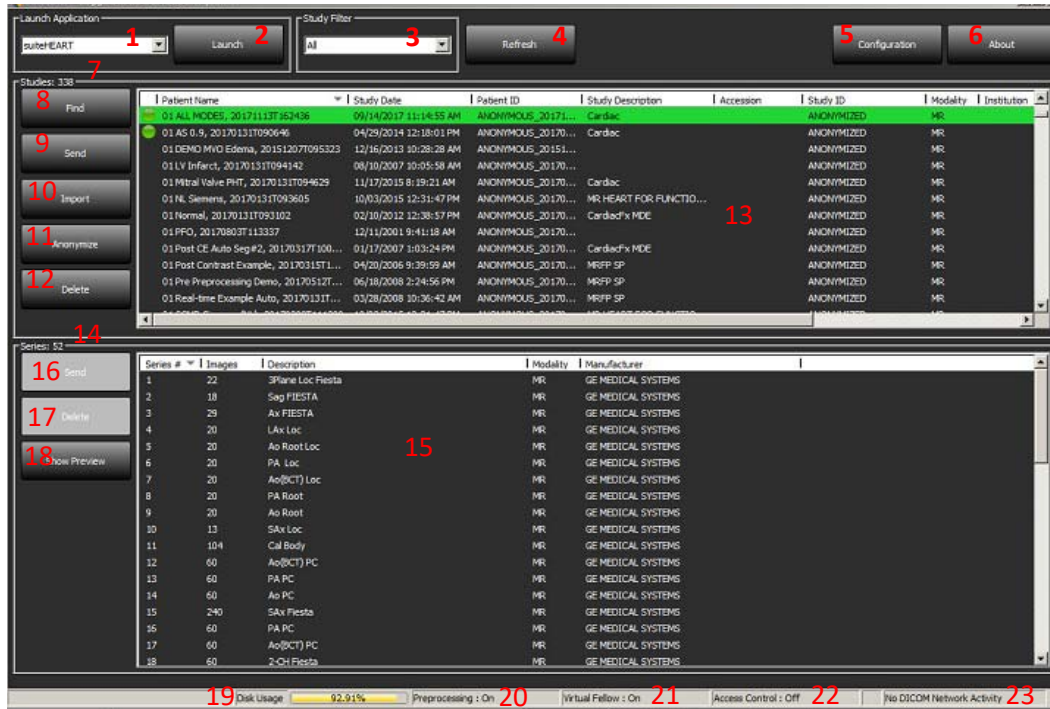 Launch Application
Study Filter
suiteHEART 1 Launch 2 All 3 Refresh 4 5 Configuration 6 About
7
Studies: 338
8 Find
9 Send
10 Import
11 Anonymize
12 Delete
Patient Name Study Date Patient ID Study Description Accession Study ID Modality Institution
01 ALL MODES, 20171113T162436 09/14/2017 11:14:55 AM ANONYMOUS_20171... Cardiac ANONYMIZED MR
01 AS 0.9, 20170131T090646 04/29/2014 12:18:01 PM ANONYMOUS_20170... Cardiac ANONYMIZED MR
01 DEMO MVO Edema, 20151207T095323 12/16/2013 10:28:28 AM ANONYMOUS_20151... ANONYMIZED MR
01 LV Infarct, 20170131T094142 08/10/2007 10:05:58 AM ANONYMOUS_20170... ANONYMIZED MR
01 Mitral Valve PHT, 20170131T094629 11/17/2015 8:19:21 AM ANONYMOUS_20170... Cardiac ANONYMIZED MR
01 NL Siemens, 20170131T093605 10/03/2015 12:31:47 PM ANONYMOUS_20170... MR HEART FOR FUNCTIO... ANONYMIZED MR
01 Normal, 20170131T093102 02/10/2012 12:38:57 PM ANONYMOUS_20170... CardiacFx MDE 13 ANONYMIZED MR
01 PFO, 20170803T113337 12/11/2001 9:41:18 AM ANONYMOUS_20170... ANONYMIZED MR
01 Post CE Auto Seg#2, 20170317T100... 01/17/2007 1:03:24 PM ANONYMOUS_20170... CardiacFx MDE ANONYMIZED MR
01 Post Contrast Example, 20170315T1... 04/20/2006 9:39:59 AM ANONYMOUS_20170... MRFP SP ANONYMIZED MR
01 Pre Preprocessing Demo, 20170512T... 06/18/2008 2:24:56 PM ANONYMOUS_20170... MRFP SP ANONYMIZED MR
01 Real-time Example Auto, 20170131T... 03/28/2008 10:36:42 AM ANONYMOUS_20170... MRFP SP ANONYMIZED MR
14
Series: 52
16 Send
17 Delete
18 Show Preview
Series # Images Description Modality Manufacturer
1 22 3Plane Loc Fiesta MR GE MEDICAL SYSTEMS
2 18 Sag FIESTA MR GE MEDICAL SYSTEMS
3 29 Ax FIESTA MR GE MEDICAL SYSTEMS
4 20 LAx Loc MR GE MEDICAL SYSTEMS
5 20 Ao Root Loc 15 MR GE MEDICAL SYSTEMS
6 20 PA Loc MR GE MEDICAL SYSTEMS
7 20 Ao(BCT) Loc MR GE MEDICAL SYSTEMS
8 20 PA Root MR GE MEDICAL SYSTEMS
9 20 Ao Root MR GE MEDICAL SYSTEMS
10 13 SAx Loc MR GE MEDICAL SYSTEMS
11 104 Cal Body MR GE MEDICAL SYSTEMS
12 60 Ao(BCT) PC MR GE MEDICAL SYSTEMS
13 60 PA PC MR GE MEDICAL SYSTEMS
14 60 Ao PC MR GE MEDICAL SYSTEMS
15 240 SAx Fiesta MR GE MEDICAL SYSTEMS
16 60 PA PC MR GE MEDICAL SYSTEMS
17 60 Ao(BCT) PC MR GE MEDICAL SYSTEMS
18 60 2-CH Fiesta MR GE MEDICAL SYSTEMS
19 Disk Usage 92.91% Preprocessing : On 20 Virtual Fellow : On 21 Access Control : Off 22 No DICOM Network Activity 23